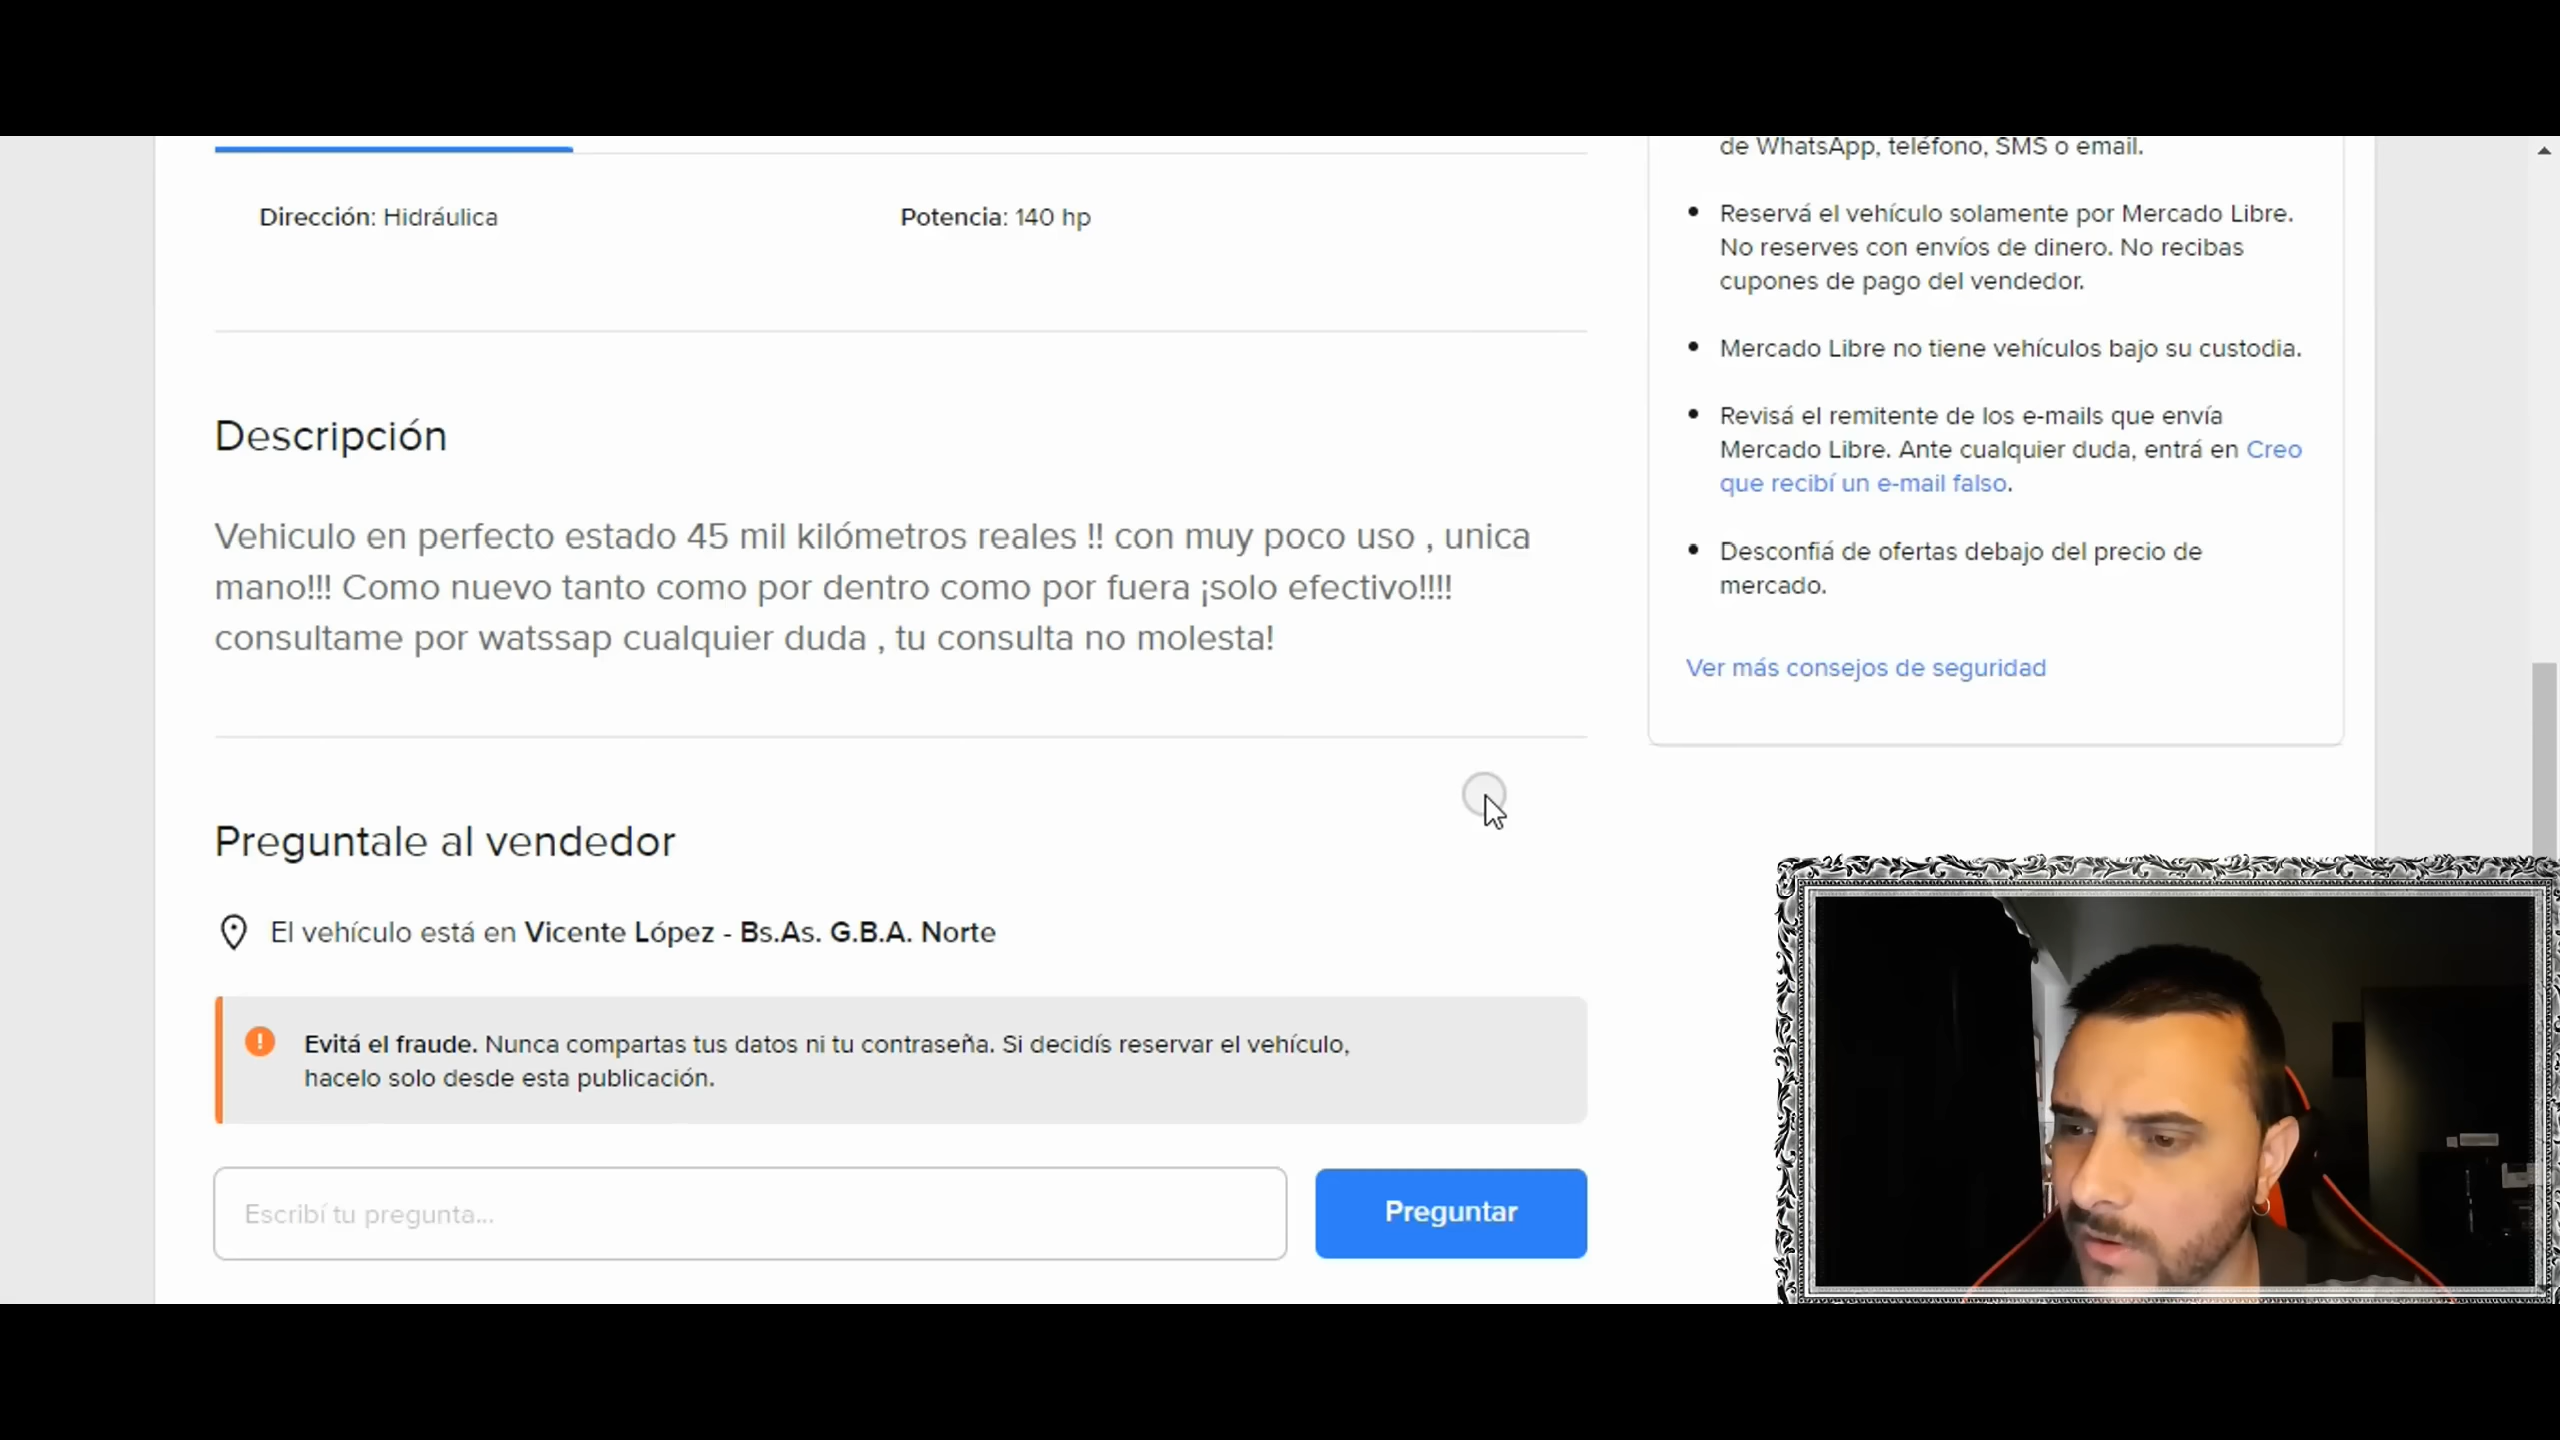 Dirección: Hidráulica
Potencia: 140 hp
Descripción
Vehiculo en perfecto estado 45 mil kilómetros reales !! con muy poco uso , unica
mano!!! Como nuevo tanto como por dentro como por fuera ¡solo efectivo!!!!
consultame por watssap cualquier duda , tu consulta no molesta!
Preguntale al vendedor
El vehículo está en Vicente López - Bs.As. G.B.A. Norte
Evitá el fraude. Nunca compartas tus datos ni tu contraseña. Si decidís reservar el vehículo,
hacelo solo desde esta publicación.
Escribí tu pregunta...
Preguntar
de WhatsApp, teléfono, SMS o email.
Reservá el vehículo solamente por Mercado Libre.
No reserves con envíos de dinero. No recibas
cupones de pago del vendedor.
Mercado Libre no tiene vehículos bajo su custodia.
Revisá el remitente de los e-mails que envía
Mercado Libre. Ante cualquier duda, entrá en Creo
que recibí un e-mail falso.
Desconfiá de ofertas debajo del precio de
mercado.
Ver más consejos de seguridad